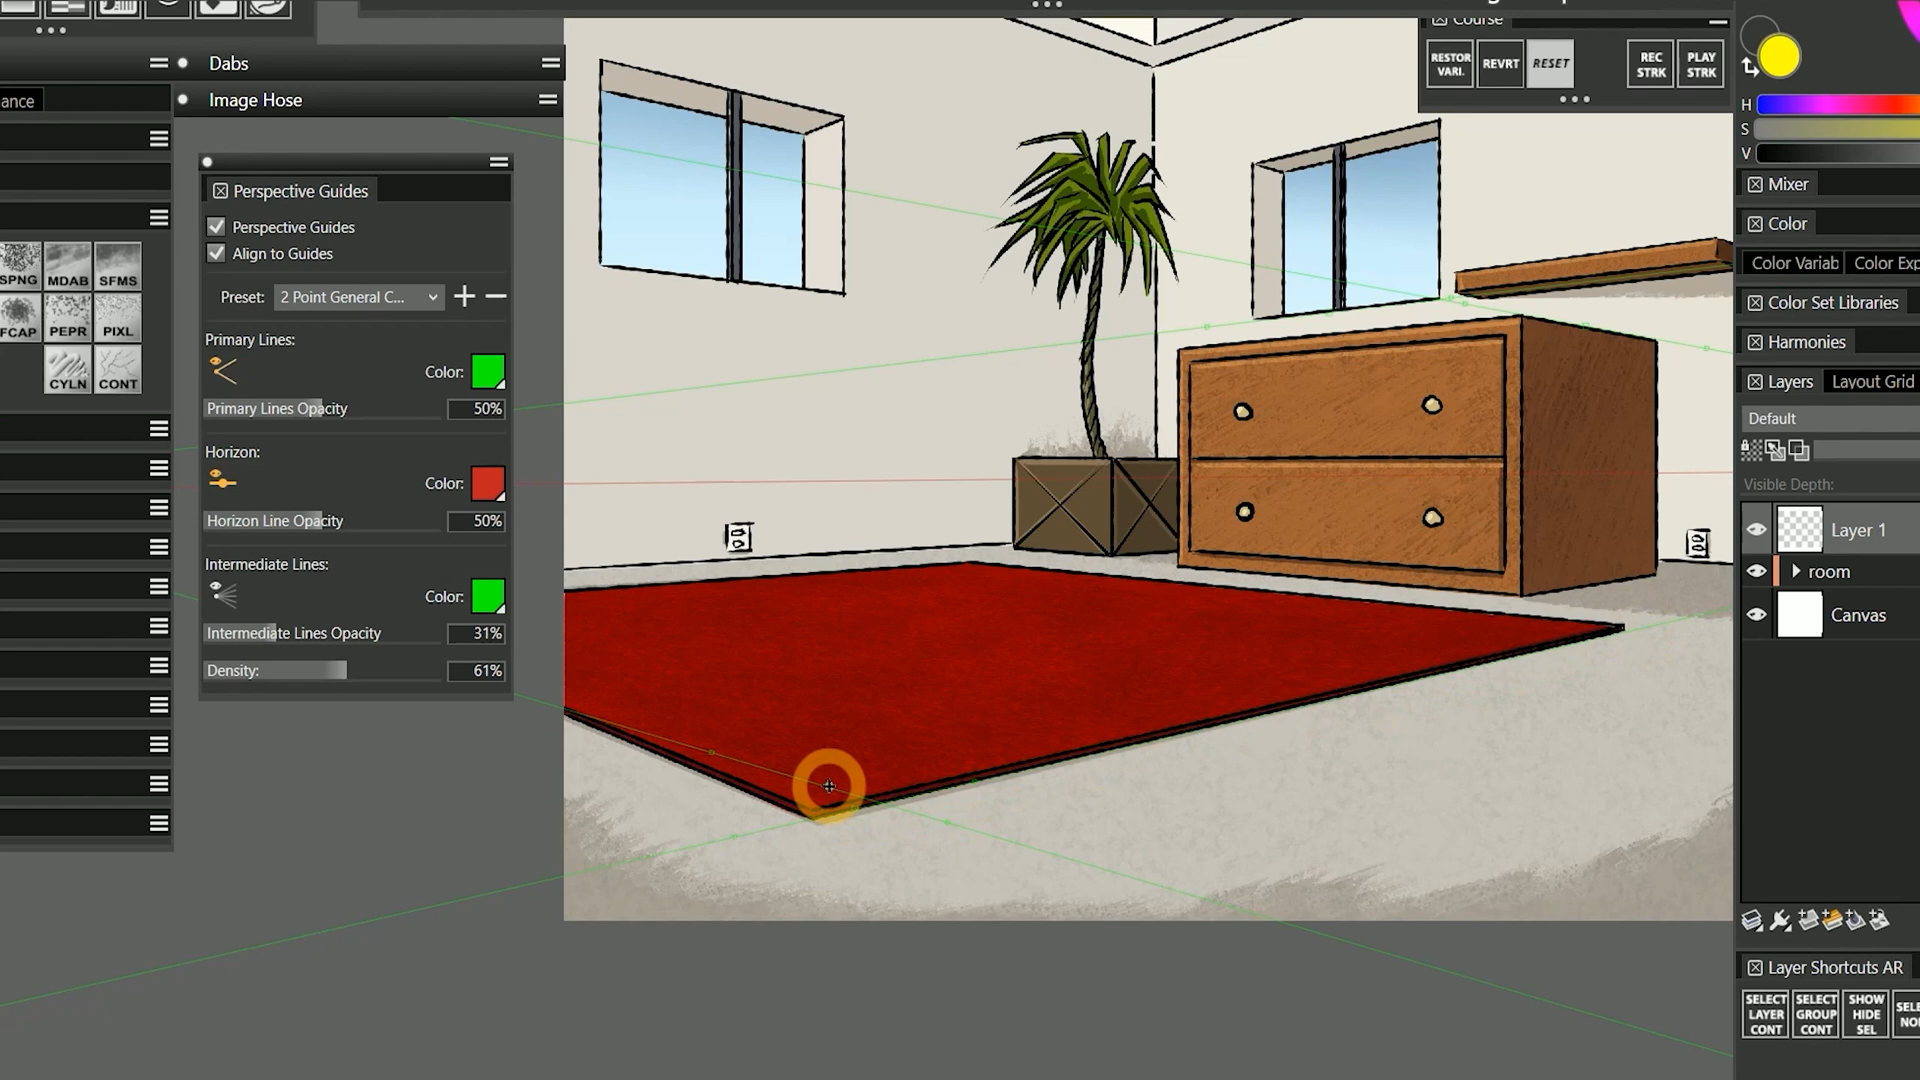 Dabs
Image Hose
ance
SPNG MDAB SFMS
FCAP PEPR PIXL
CYLN CONT
Perspective Guides
Perspective Guides
Align to Guides
Preset: 2 Point General C...
Primary Lines:
Color:
Primary Lines Opacity 50%
Horizon:
Color:
Horizon Line Opacity 50%
Intermediate Lines:
Color:
Intermediate Lines Opacity 31%
Density: 61%
Course
RESTOR VARI. REVRT RESET REC STRK PLAY STRK
H
S
V
Mixer
Color
Color Variab Color Exp
Color Set Libraries
Harmonies
Layers Layout Grid
Default
Visible Depth:
Layer 1
room
Canvas
Layer Shortcuts AR
SELECT LAYER CONT SELECT GROUP CONT SHOW HIDE SEL SELE NO